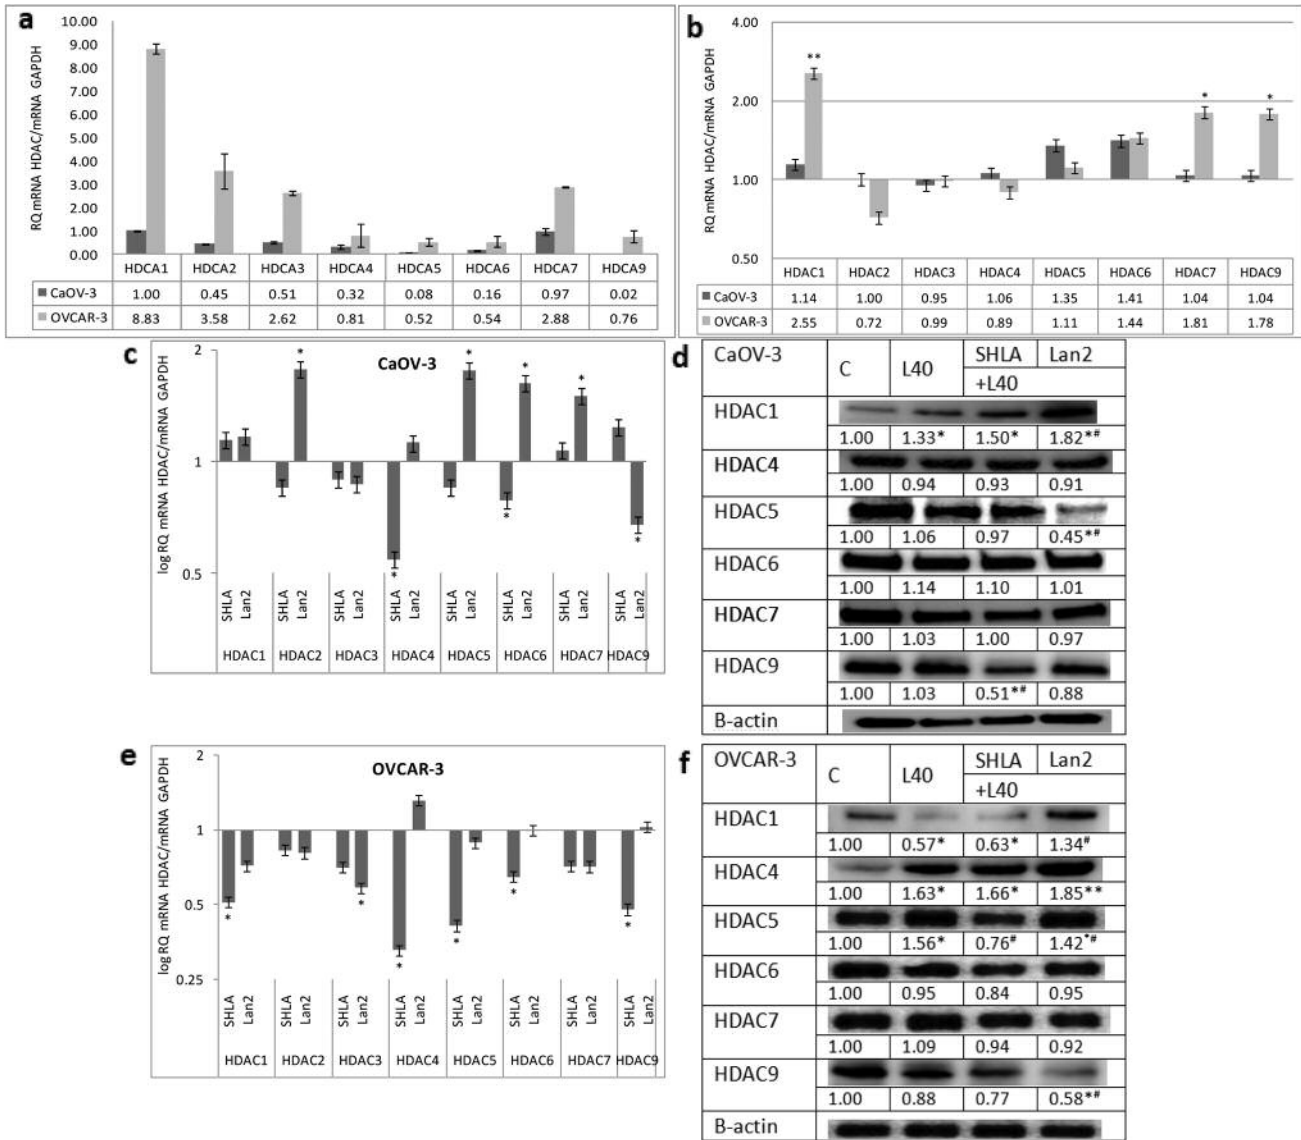 a
RQ mRNA HDAC/mRNA GAPDH
10.00
9.00
8.00
7.00
6.00
5.00
4.00
3.00
2.00
1.00
0.00
HDCA1 HDCA2 HDCA3 HDCA4 HDCA5 HDCA6 HDCA7 HDCA9
CaOV-3 1.00 0.45 0.51 0.32 0.08 0.16 0.97 0.02
OVCAR-3 8.83 3.58 2.62 0.81 0.52 0.54 2.88 0.76
b
RQ mRNA HDAC/mRNA GAPDH
4.00
2.00
1.00
0.50
** * *
HDAC1 HDAC2 HDAC3 HDAC4 HDAC5 HDAC6 HDAC7 HDAC9
CaOV-3 1.14 1.00 0.95 1.06 1.35 1.41 1.04 1.04
OVCAR-3 2.55 0.72 0.99 0.89 1.11 1.44 1.81 1.78
c
CaOV-3
log RQ mRNA HDAC/mRNA GAPDH
2
1
0.5
* * * * * * *
SHLA Lan2 SHLA Lan2 SHLA Lan2 SHLA Lan2 SHLA Lan2 SHLA Lan2 SHLA Lan2 SHLA Lan2
HDAC1 HDAC2 HDAC3 HDAC4 HDAC5 HDAC6 HDAC7 HDAC9
d
CaOV-3 C L40 SHLA Lan2
+L40
HDAC1
1.00 1.33* 1.50* 1.82*#
HDAC4
1.00 0.94 0.93 0.91
HDAC5
1.00 1.06 0.97 0.45*#
HDAC6
1.00 1.14 1.10 1.01
HDAC7
1.00 1.03 1.00 0.97
HDAC9
1.00 1.03 0.51*# 0.88
B-actin
e
OVCAR-3
log RQ mRNA HDAC/mRNA GAPDH
2
1
0.5
0.25
* * * * * *
SHLA Lan2 SHLA Lan2 SHLA Lan2 SHLA Lan2 SHLA Lan2 SHLA Lan2 SHLA Lan2 SHLA Lan2
HDAC1 HDAC2 HDAC3 HDAC4 HDAC5 HDAC6 HDAC7 HDAC9
f
OVCAR-3 C L40 SHLA Lan2
+L40
HDAC1
1.00 0.57* 0.63* 1.34#
HDAC4
1.00 1.63* 1.66* 1.85**
HDAC5
1.00 1.56* 0.76# 1.42*#
HDAC6
1.00 0.95 0.84 0.95
HDAC7
1.00 1.09 0.94 0.92
HDAC9
1.00 0.88 0.77 0.58*#
B-actin